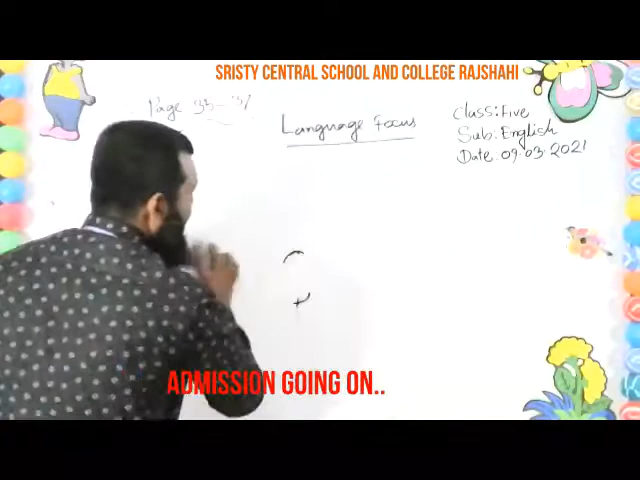 SRISTY CENTRAL SCHOOL AND COLLEGE RAJSHAHI
Page 35-37
Language Focus
Class: Five
Sub: English
Date: 09.03.2021
ADMISSION GOING ON..